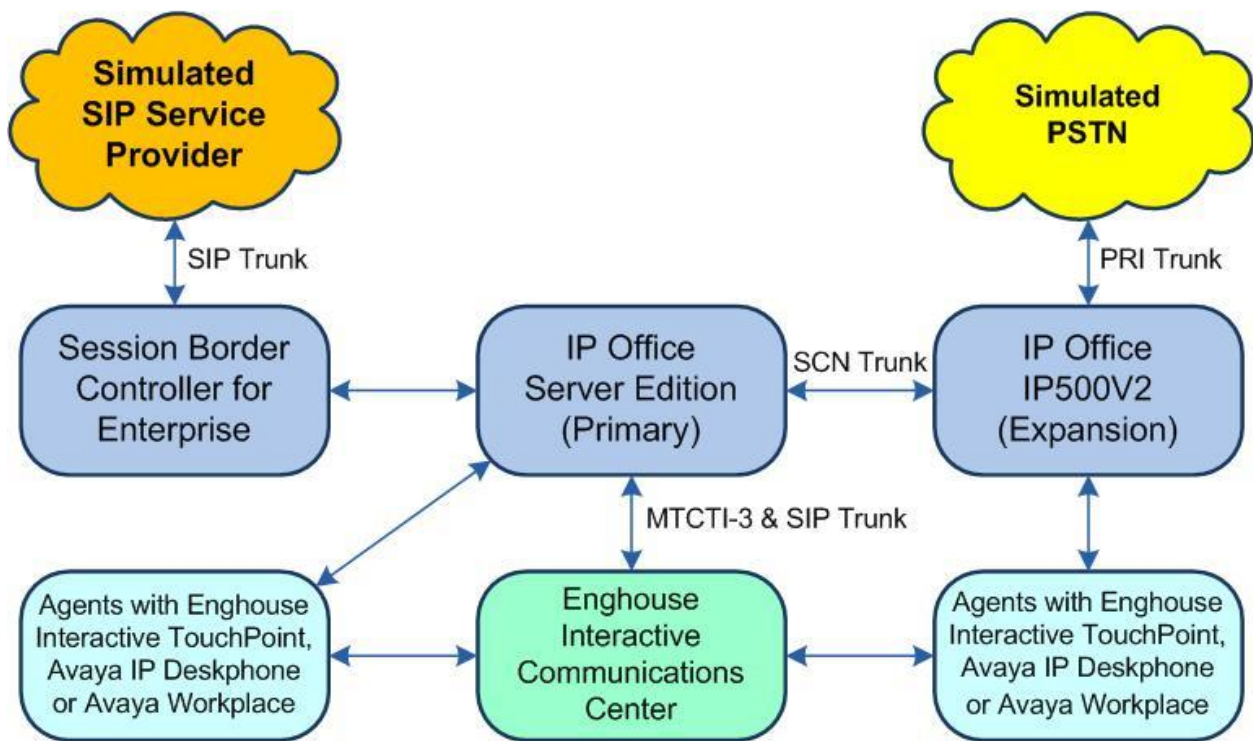 Simulated
SIP Service
Provider
Simulated
PSTN
SIP Trunk
PRI Trunk
Session Border
Controller for
Enterprise
IP Office
Server Edition
(Primary)
SCN Trunk
IP Office
IP500V2
(Expansion)
MTCTI-3 & SIP Trunk
Agents with Enghouse
Interactive TouchPoint,
Avaya IP Deskphone
or Avaya Workplace
Enghouse
Interactive
Communications
Center
Agents with Enghouse
Interactive TouchPoint,
Avaya IP Deskphone
or Avaya Workplace